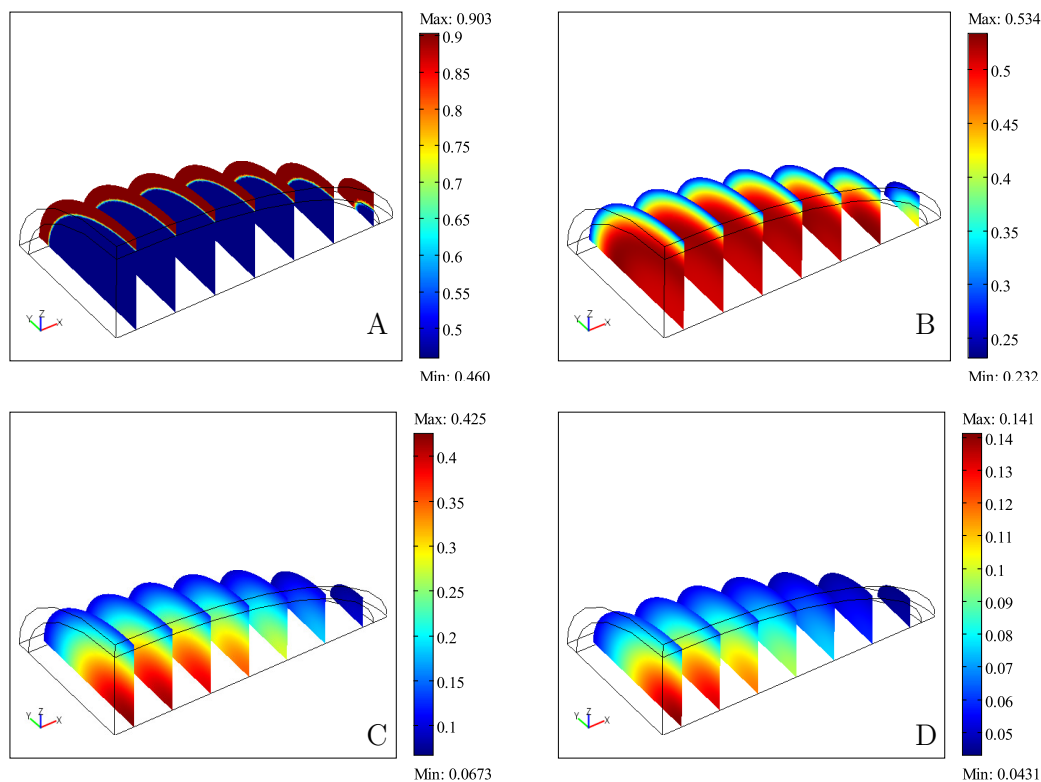 Max: 0.903
0.9
0.85
0.8
0.75
0.7
0.65
0.6
0.55
0.5
Min: 0.460
Z
Y
X
A
Max: 0.534
0.5
0.45
0.4
0.35
0.3
0.25
Min: 0.232
Z
Y
X
B
Max: 0.425
0.4
0.35
0.3
0.25
0.2
0.15
0.1
Min: 0.0673
Z
Y
X
C
Max: 0.141
0.14
0.13
0.12
0.11
0.1
0.09
0.08
0.07
0.06
0.05
Min: 0.0431
Z
Y
X
D